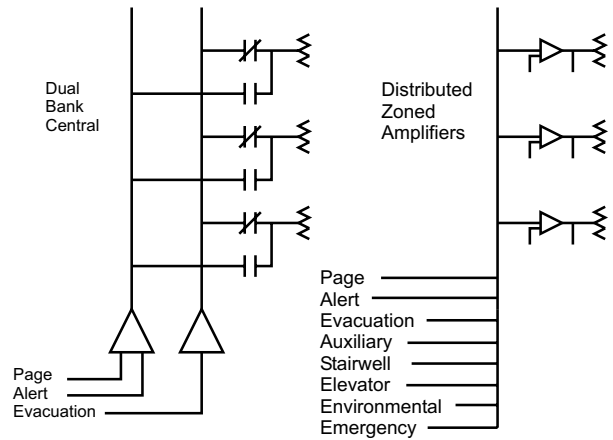 Dual
Bank
Central
Page
Alert
Evacuation
Distributed
Zoned
Amplifiers
Page
Alert
Evacuation
Auxiliary
Stairwell
Elevator
Environmental
Emergency